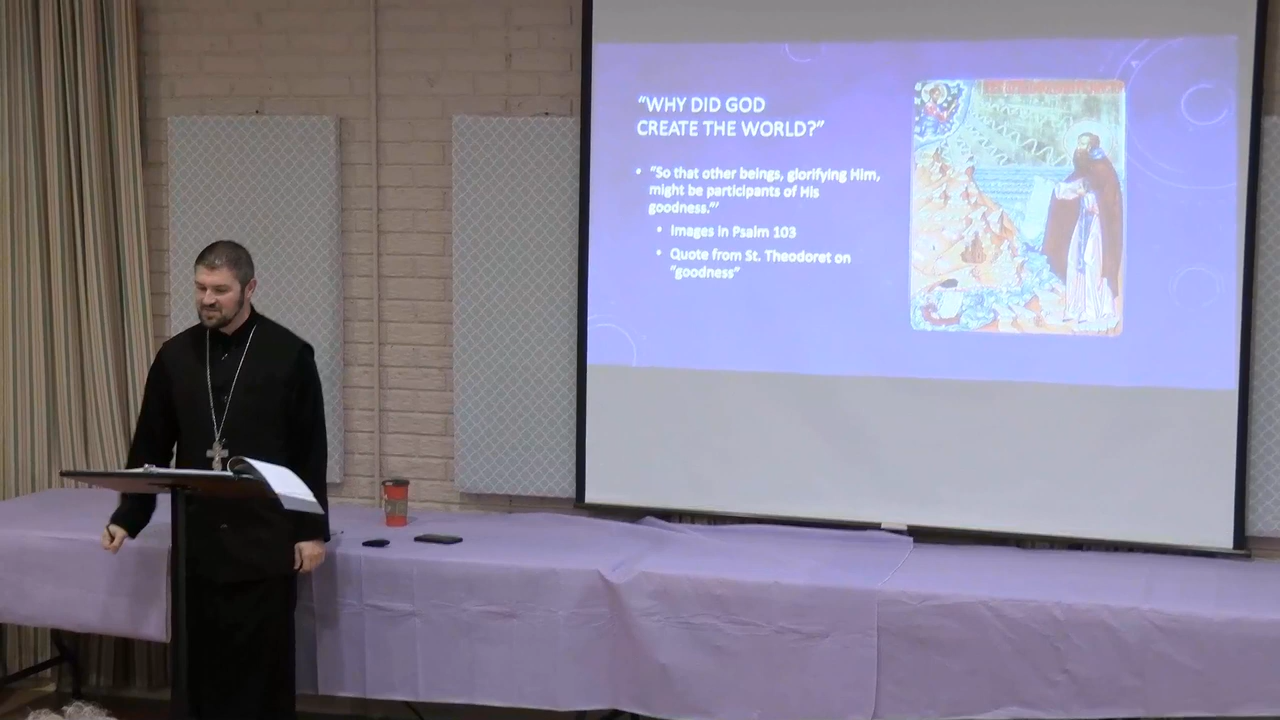 “WHY DID GOD
CREATE THE WORLD?”
• “So that other beings, glorifying Him,
might be participants of His
goodness.”’
• Images in Psalm 103
• Quote from St. Theodoret on
“goodness”